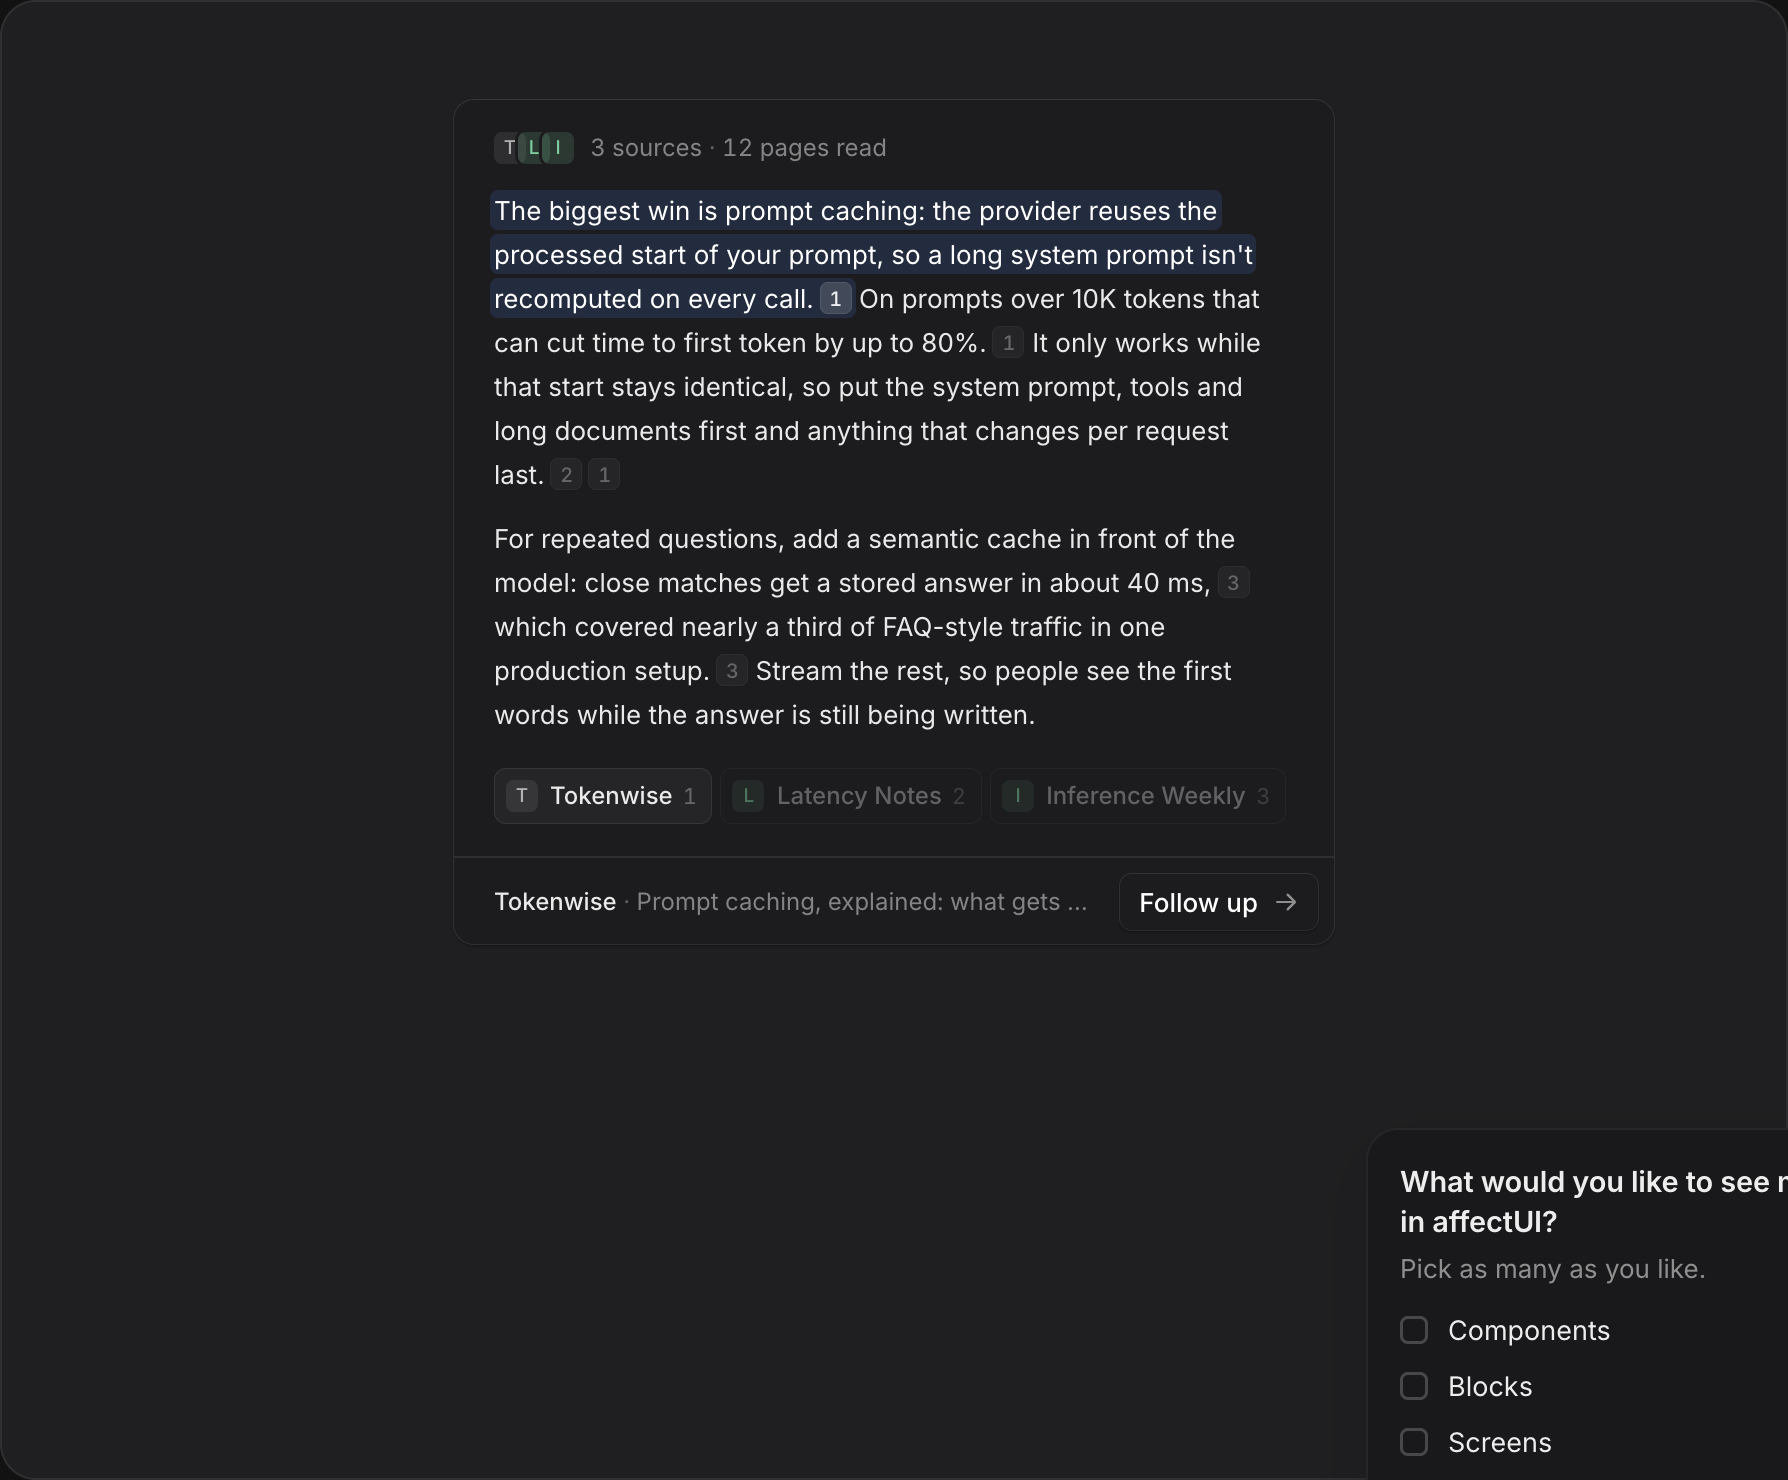 T L I 3 sources · 12 pages read
The biggest win is prompt caching: the provider reuses the
processed start of your prompt, so a long system prompt isn't
recomputed on every call. 1 On prompts over 10K tokens that
can cut time to first token by up to 80%. 1 It only works while
that start stays identical, so put the system prompt, tools and
long documents first and anything that changes per request
last. 2 1
For repeated questions, add a semantic cache in front of the
model: close matches get a stored answer in about 40 ms, 3
which covered nearly a third of FAQ-style traffic in one
production setup. 3 Stream the rest, so people see the first
words while the answer is still being written.
T Tokenwise 1 L Latency Notes 2 I Inference Weekly 3
Tokenwise · Prompt caching, explained: what gets ... Follow up →
What would you like to see
in affectUI?
Pick as many as you like.
Components
Blocks
Screens